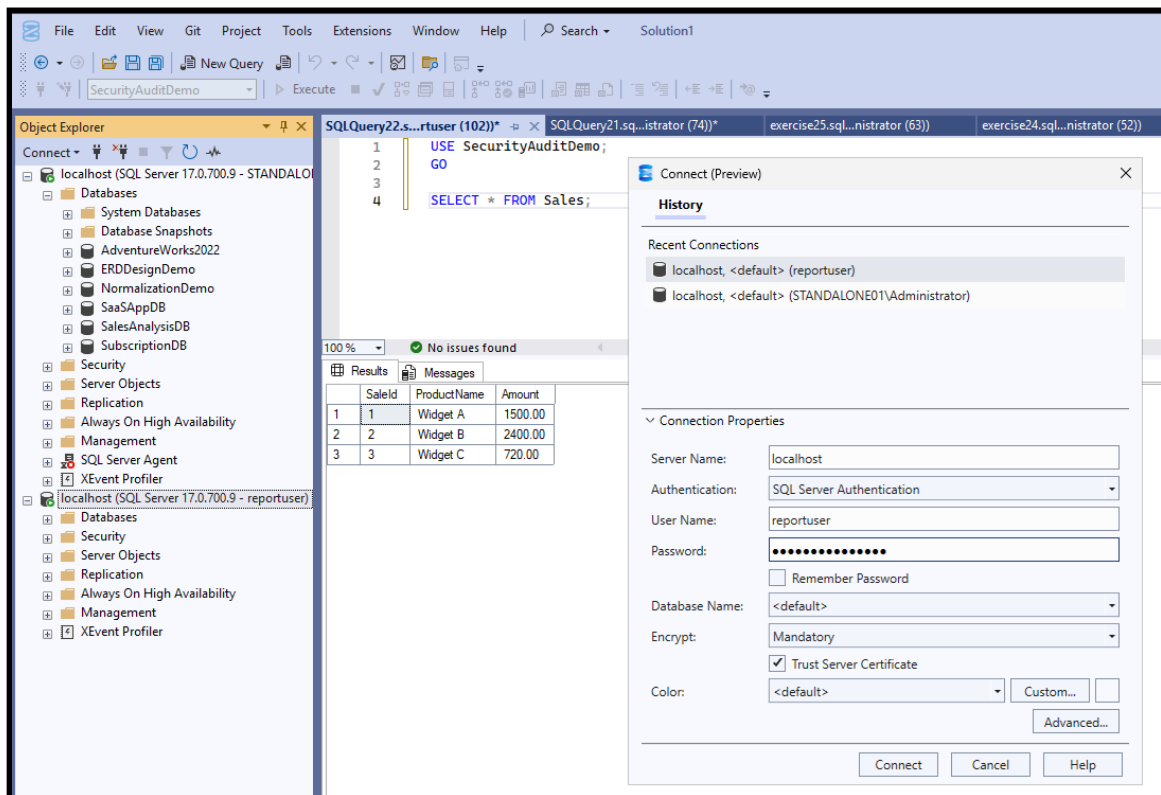 File Edit View Git Project Tools Extensions Window Help Search Solution1
New Query
SecurityAuditDemo Execute
Object Explorer
Connect
localhost (SQL Server 17.0.700.9 - STANDALO
Databases
System Databases
Database Snapshots
AdventureWorks2022
ERDDesignDemo
NormalizationDemo
SaaSAppDB
SalesAnalysisDB
SubscriptionDB
Security
Server Objects
Replication
Always On High Availability
Management
SQL Server Agent
XEvent Profiler
localhost (SQL Server 17.0.700.9 - reportuser)
Databases
Security
Server Objects
Replication
Always On High Availability
Management
XEvent Profiler
SQLQuery22.s...rtuser (102))* SQLQuery21.sq...istrator (74))* exercise25.sql...nistrator (63)) exercise24.sql...nistrator (52))
1 USE SecurityAuditDemo;
2 GO
3
4 SELECT * FROM Sales;
100 % No issues found
Results Messages
SaleId ProductName Amount
1 1 Widget A 1500.00
2 2 Widget B 2400.00
3 3 Widget C 720.00
Connect (Preview)
History
Recent Connections
localhost, <default> (reportuser)
localhost, <default> (STANDALONE01\Administrator)
Connection Properties
Server Name: localhost
Authentication: SQL Server Authentication
User Name: reportuser
Password: •••••••••••••••
Remember Password
Database Name: <default>
Encrypt: Mandatory
Trust Server Certificate
Color: <default> Custom...
Advanced...
Connect Cancel Help